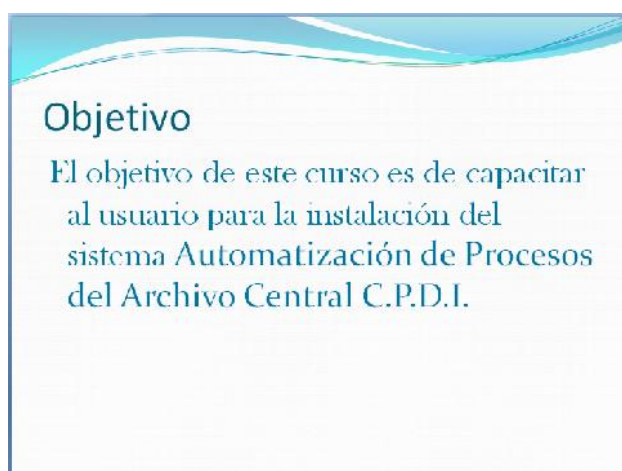 Objetivo
El objetivo de este curso es de capacitar
al usuario para la instalación del
sistema Automatización de Procesos
del Archivo Central C.P.D.I.